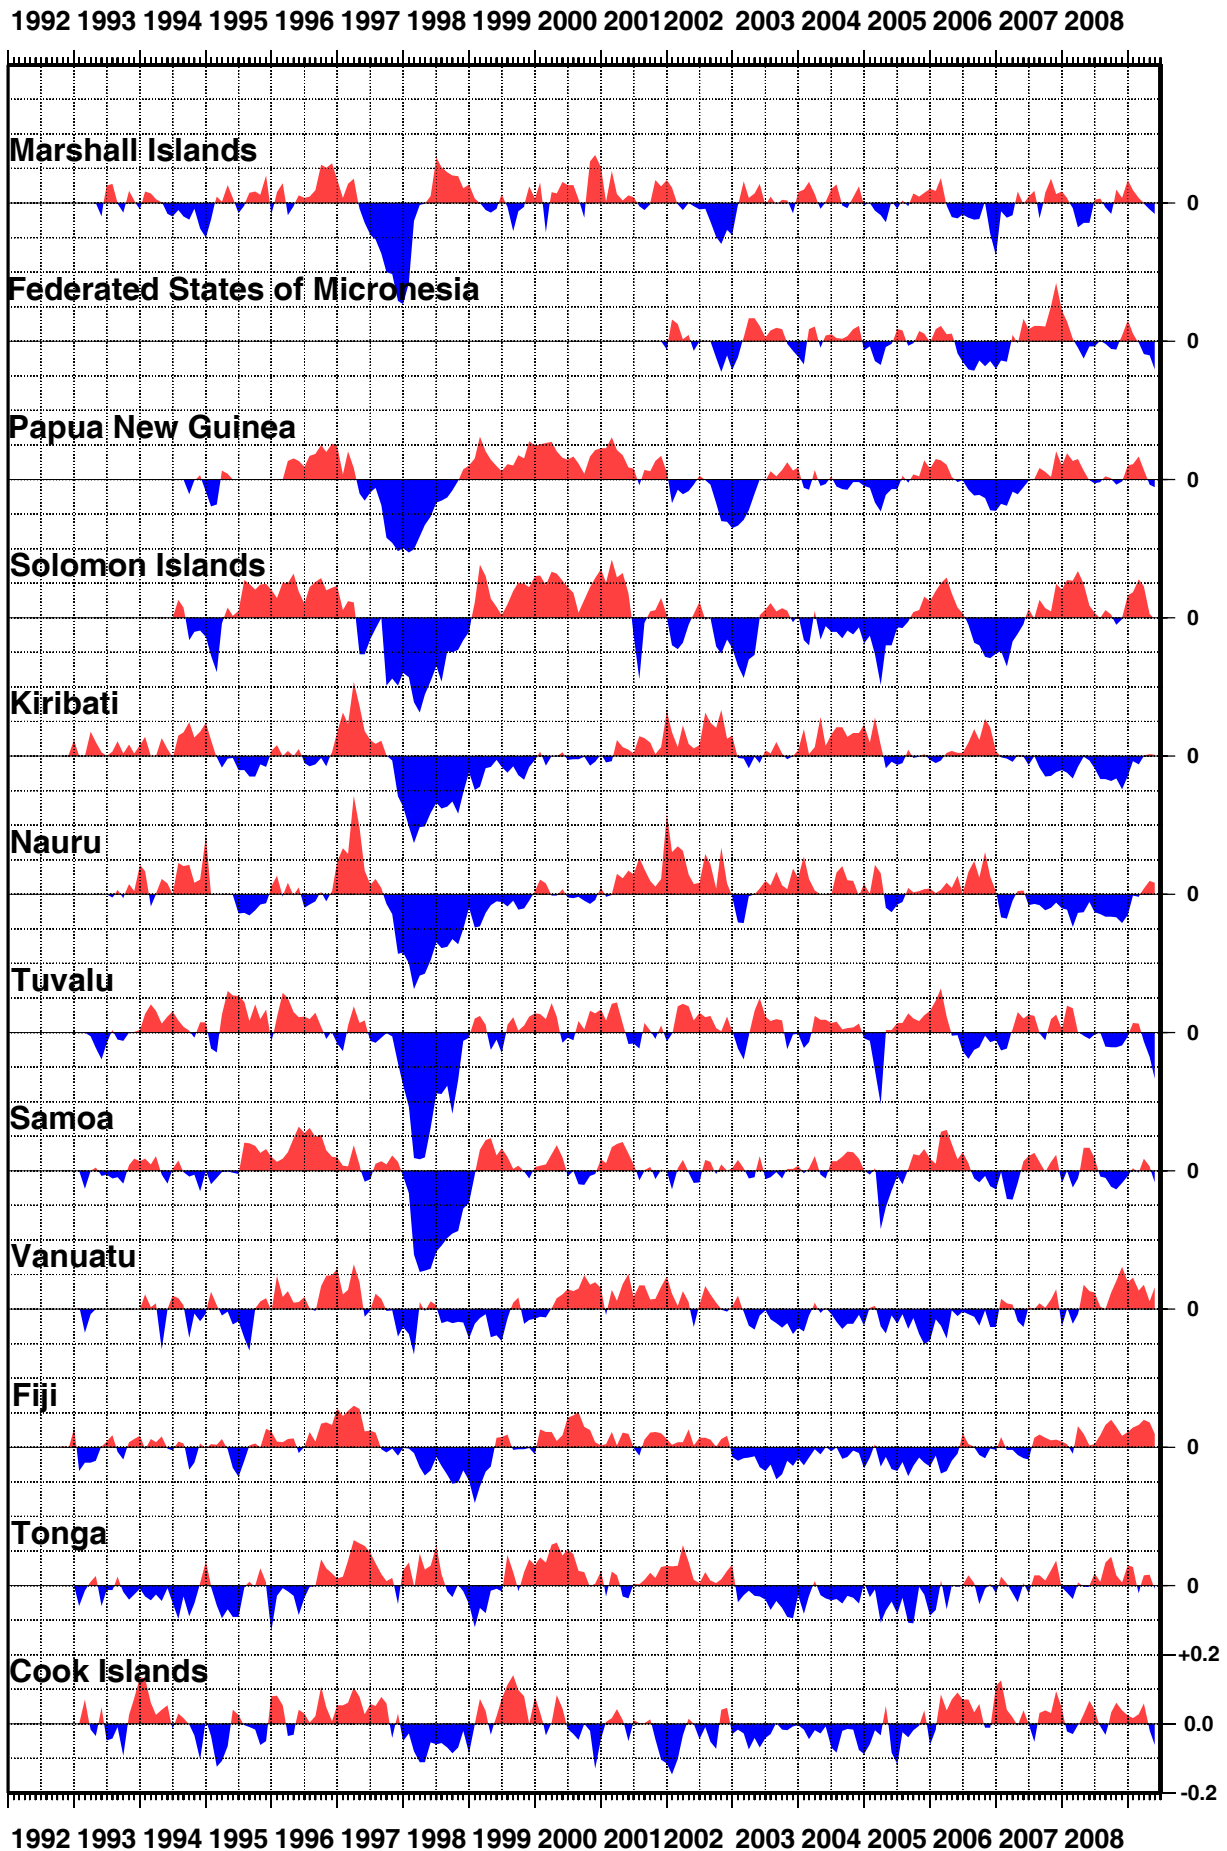 1992 1993 1994 1995 1996 1997 1998 1999 2000 2001 2002 2003 2004 2005 2006 2007 2008
Marshall Islands
0
Federated States of Micronesia
0
Papua New Guinea
0
Solomon Islands
0
Kiribati
0
Nauru
0
Tuvalu
0
Samoa
0
Vanuatu
0
Fiji
0
Tonga
0
+0.2
Cook Islands
0.0
-0.2
1992 1993 1994 1995 1996 1997 1998 1999 2000 2001 2002 2003 2004 2005 2006 2007 2008